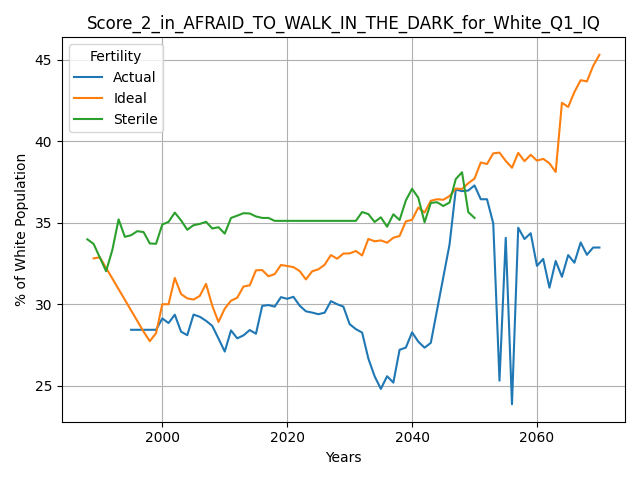 Score_2_in_AFRAID_TO_WALK_IN_THE_DARK_for_White_Q1_IQ
Fertility
Actual
Ideal
Sterile
% of White Population
45
40
35
30
25
2000
2020
2040
2060
Years